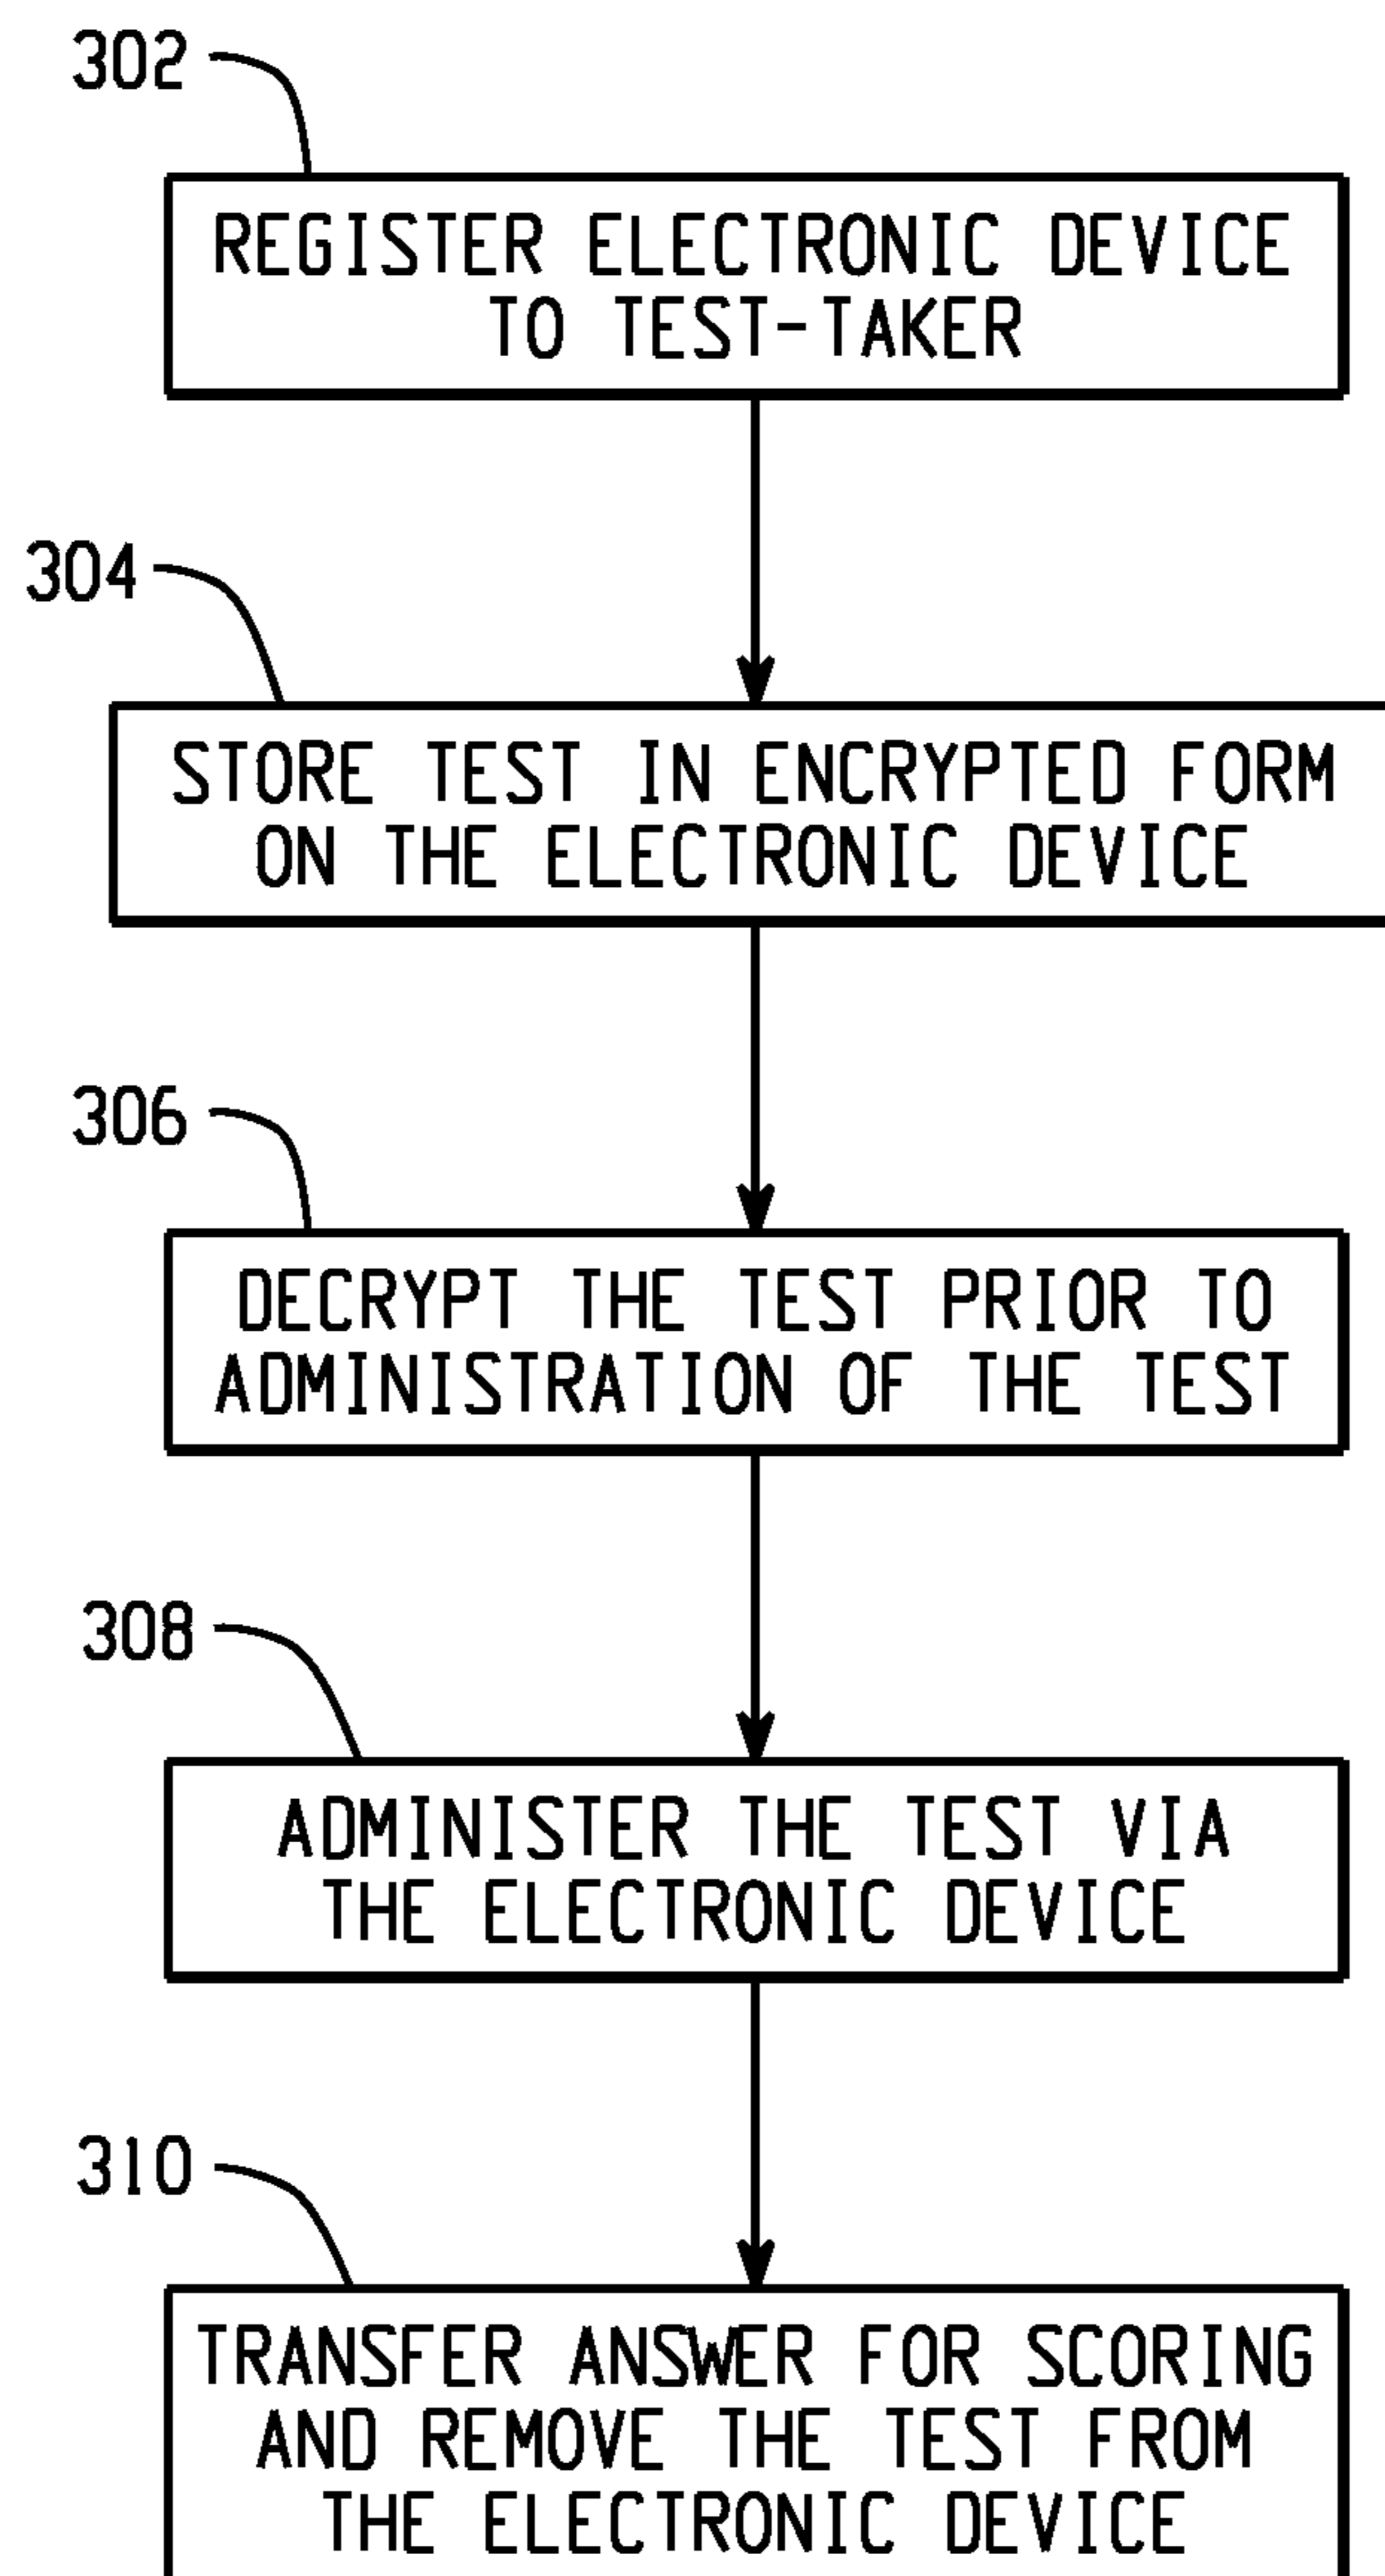 302
REGISTER ELECTRONIC DEVICE
TO TEST-TAKER
304
STORE TEST IN ENCRYPTED FORM
ON THE ELECTRONIC DEVICE
306
DECRYPT THE TEST PRIOR TO
ADMINISTRATION OF THE TEST
308
ADMINISTER THE TEST VIA
THE ELECTRONIC DEVICE
310
TRANSFER ANSWER FOR SCORING
AND REMOVE THE TEST FROM
THE ELECTRONIC DEVICE